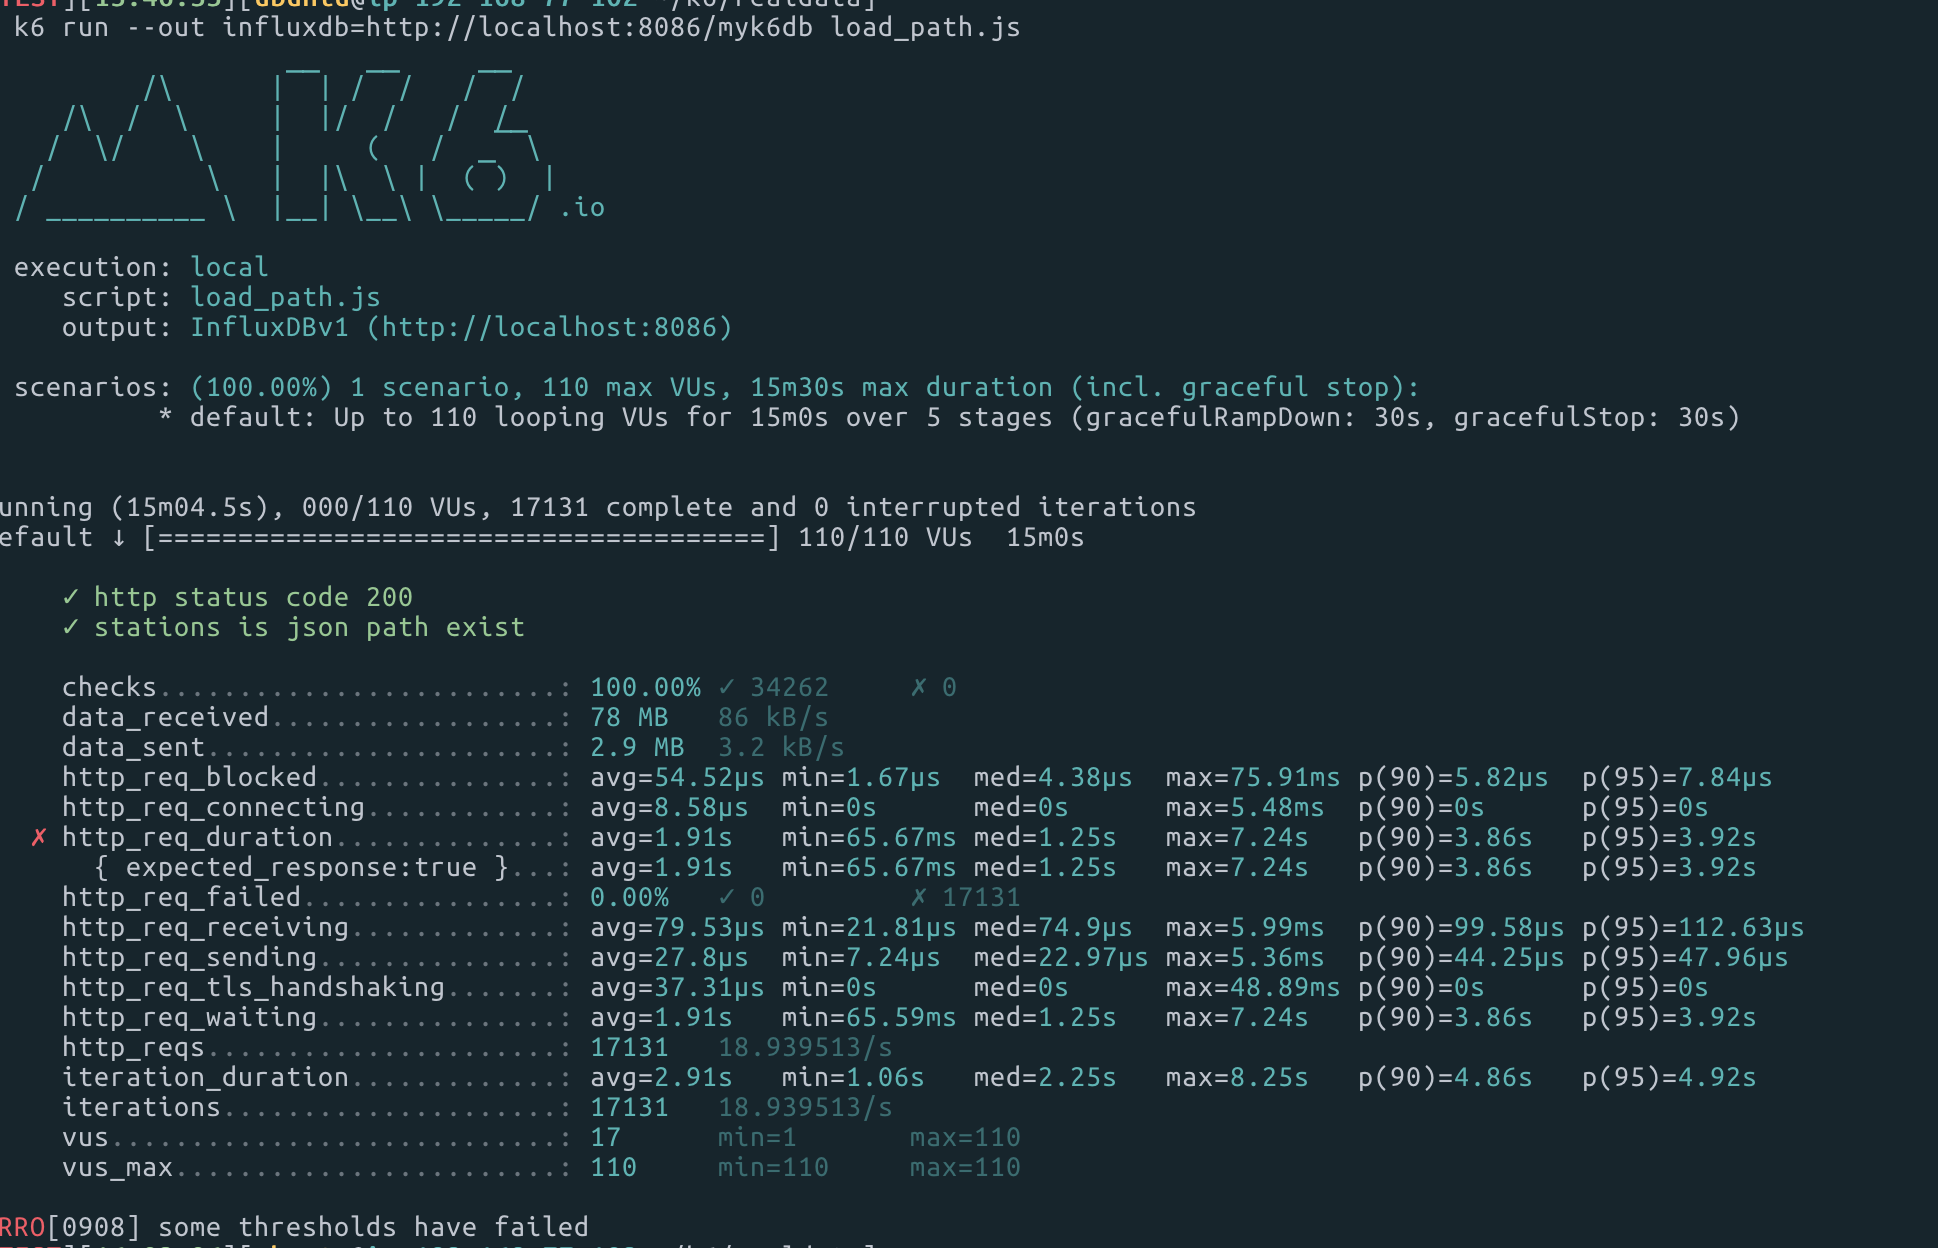 k6 run --out influxdb=http://localhost:8086/myk6db load_path.js
.io
execution: local
script: load_path.js
output: InfluxDBv1 (http://localhost:8086)
scenarios: (100.00%) 1 scenario, 110 max VUs, 15m30s max duration (incl. graceful stop):
* default: Up to 110 looping VUs for 15m0s over 5 stages (gracefulRampDown: 30s, gracefulStop: 30s)
unning (15m04.5s), 000/110 VUs, 17131 complete and 0 interrupted iterations
efault ↓ [======================================] 110/110 VUs  15m0s
✓ http status code 200
✓ stations is json path exist
checks.........................: 100.00% ✓ 34262     ✗ 0
data_received..................: 78 MB   86 kB/s
data_sent......................: 2.9 MB  3.2 kB/s
http_req_blocked...............: avg=54.52µs min=1.67µs  med=4.38µs  max=75.91ms p(90)=5.82µs  p(95)=7.84µs
http_req_connecting............: avg=8.58µs  min=0s      med=0s      max=5.48ms  p(90)=0s      p(95)=0s
✗ http_req_duration..............: avg=1.91s   min=65.67ms med=1.25s   max=7.24s   p(90)=3.86s   p(95)=3.92s
{ expected_response:true }...: avg=1.91s   min=65.67ms med=1.25s   max=7.24s   p(90)=3.86s   p(95)=3.92s
http_req_failed................: 0.00%   ✓ 0         ✗ 17131
http_req_receiving.............: avg=79.53µs min=21.81µs med=74.9µs  max=5.99ms  p(90)=99.58µs p(95)=112.63µs
http_req_sending...............: avg=27.8µs  min=7.24µs  med=22.97µs max=5.36ms  p(90)=44.25µs p(95)=47.96µs
http_req_tls_handshaking.......: avg=37.31µs min=0s      med=0s      max=48.89ms p(90)=0s      p(95)=0s
http_req_waiting...............: avg=1.91s   min=65.59ms med=1.25s   max=7.24s   p(90)=3.86s   p(95)=3.92s
http_reqs......................: 17131   18.939513/s
iteration_duration.............: avg=2.91s   min=1.06s   med=2.25s   max=8.25s   p(90)=4.86s   p(95)=4.92s
iterations.....................: 17131   18.939513/s
vus............................: 17      min=1       max=110
vus_max........................: 110     min=110     max=110
RRO[0908] some thresholds have failed